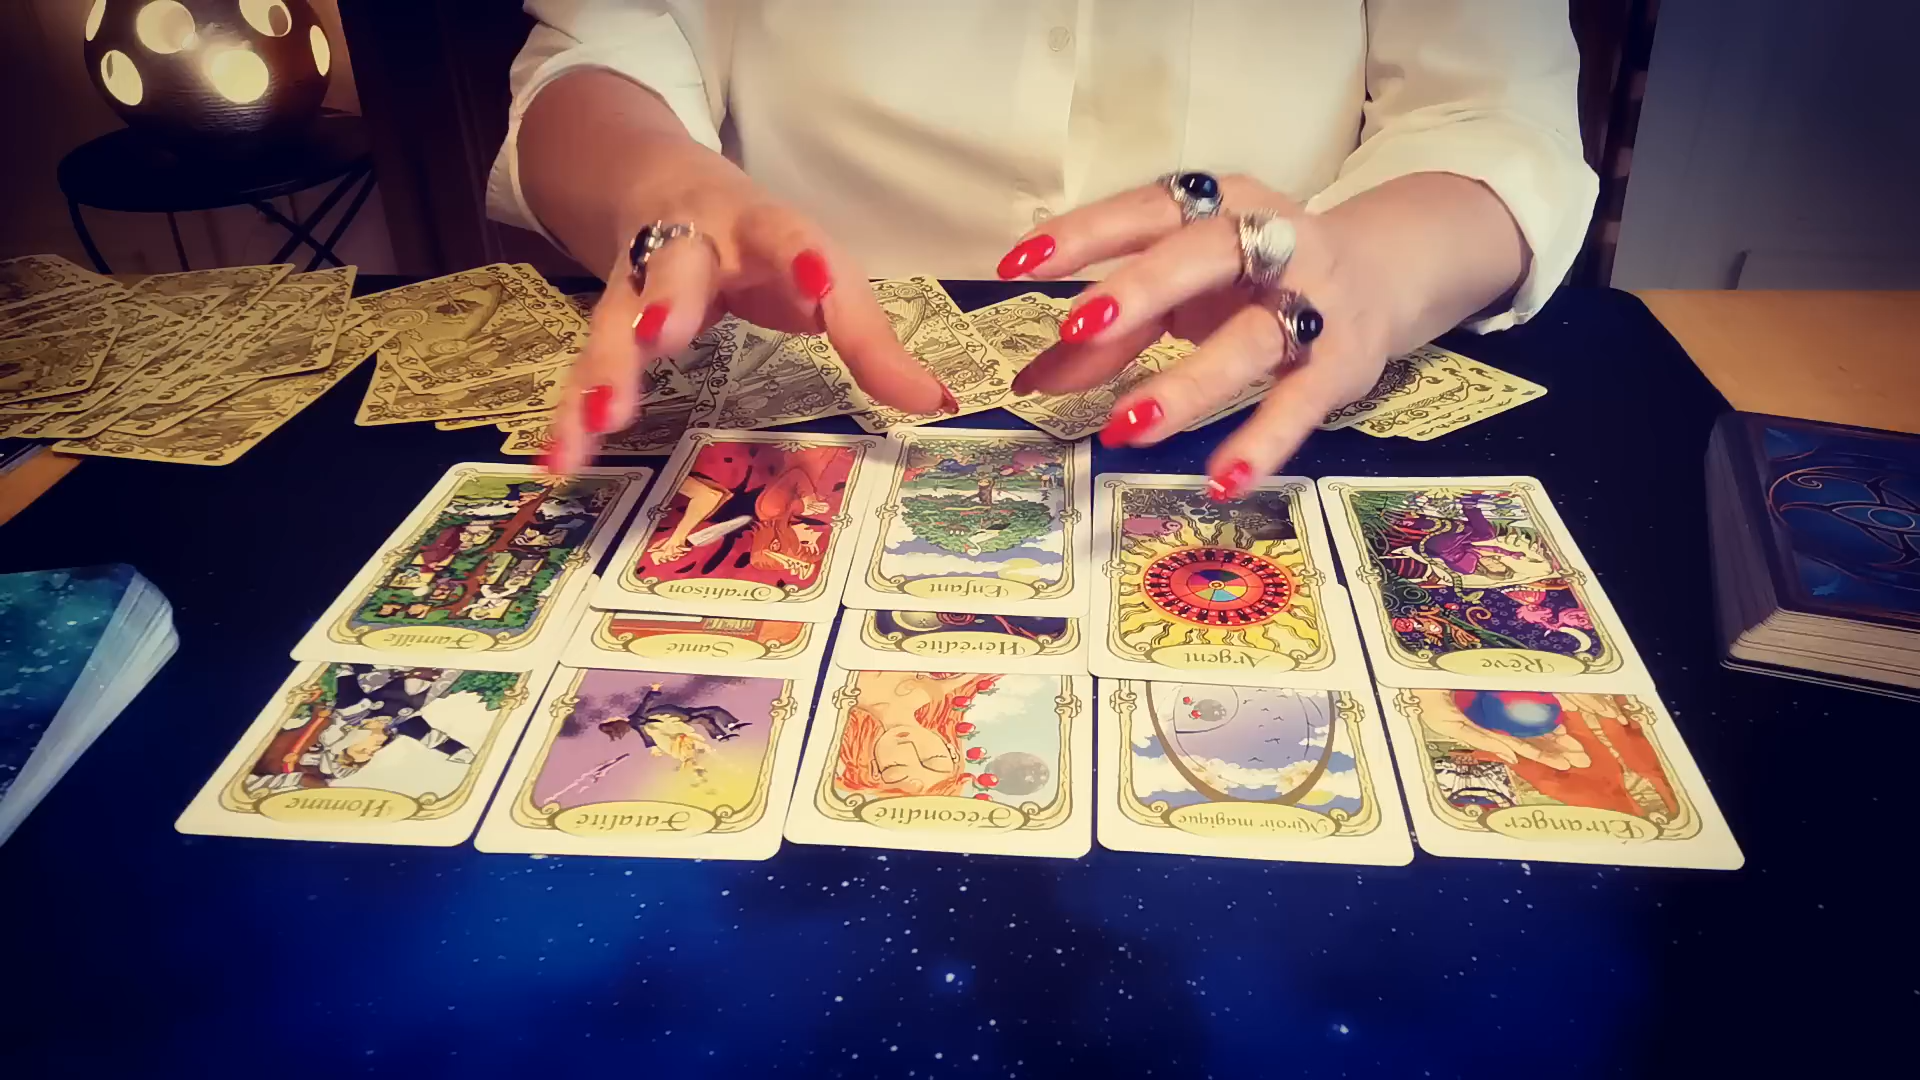 Famille
Trahison
Enfant
Argent
Rêve
Santé
Hérédité
Homme
Fatalité
Fécondité
Miroir magique
Étranger